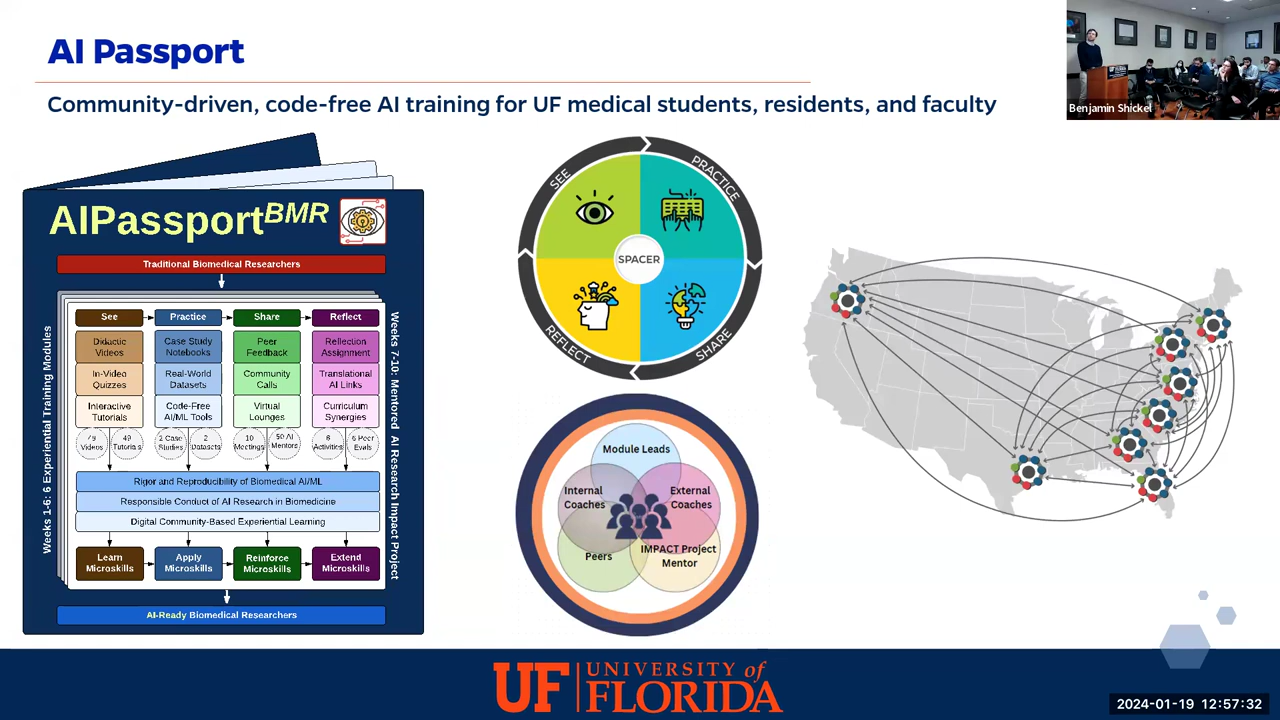 AI Passport
Community-driven, code-free AI training for UF medical students, residents, and faculty
Benjamin Shickel
AIPassportBMR
Traditional Biomedical Researchers
Weeks 1-6: 6 Experiential Training Modules
Weeks 7-10: Mentored AI Research Impact Project
See
Practice
Share
Reflect
Didactic
Videos
Case Study
Notebooks
Peer
Feedback
Reflection
Assignment
In-Video
Quizzes
Real-World
Datasets
Community
Calls
Translational
AI Links
Interactive
Tutorials
Code-Free
AI/ML Tools
Virtual
Lounges
Curriculum
Synergies
Videos
49
Tutorials
2 Case
Studies
2
Datasets
10
Meetings
50 AI
Mentors
8
Activities
6 Peer
Evals
Rigor and Reproducibility of Biomedical AI/ML
Responsible Conduct of AI Research in Biomedicine
Digital Community-Based Experiential Learning
Learn
Microskills
Apply
Microskills
Reinforce
Microskills
Extend
Microskills
AI-Ready Biomedical Researchers
SEE
PRACTICE
SPACER
REFLECT
SHARE
Module Leads
Internal
Coaches
External
Coaches
Peers
IMPACT Project
Mentor
UF
UNIVERSITY of
FLORIDA
2024-01-19 12:57:32